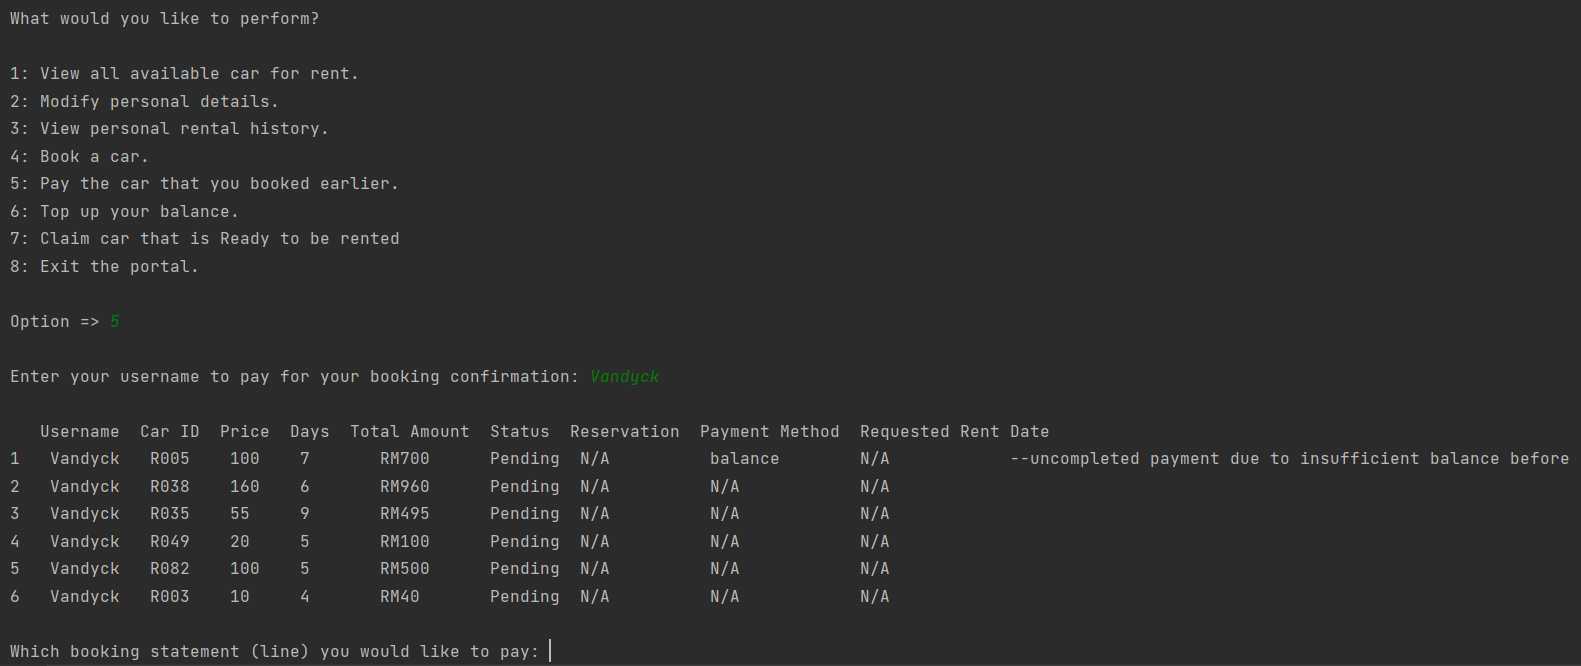 What would you like to perform?
1: View all available car for rent.
2: Modify personal details.
3: View personal rental history.
4: Book a car.
5: Pay the car that you booked earlier.
6: Top up your balance.
7: Claim car that is Ready to be rented
8: Exit the portal.
Option => 5
Enter your username to pay for your booking confirmation: Vandyck
Username Car ID Price Days Total Amount Status Reservation Payment Method Requested Rent Date
1 Vandyck R005 100 7 RM700 Pending N/A balance N/A --uncompleted payment due to insufficient balance before
2 Vandyck R038 160 6 RM960 Pending N/A N/A N/A
3 Vandyck R035 55 9 RM495 Pending N/A N/A N/A
4 Vandyck R049 20 5 RM100 Pending N/A N/A N/A
5 Vandyck R082 100 5 RM500 Pending N/A N/A N/A
6 Vandyck R003 10 4 RM40 Pending N/A N/A N/A
Which booking statement (line) you would like to pay: